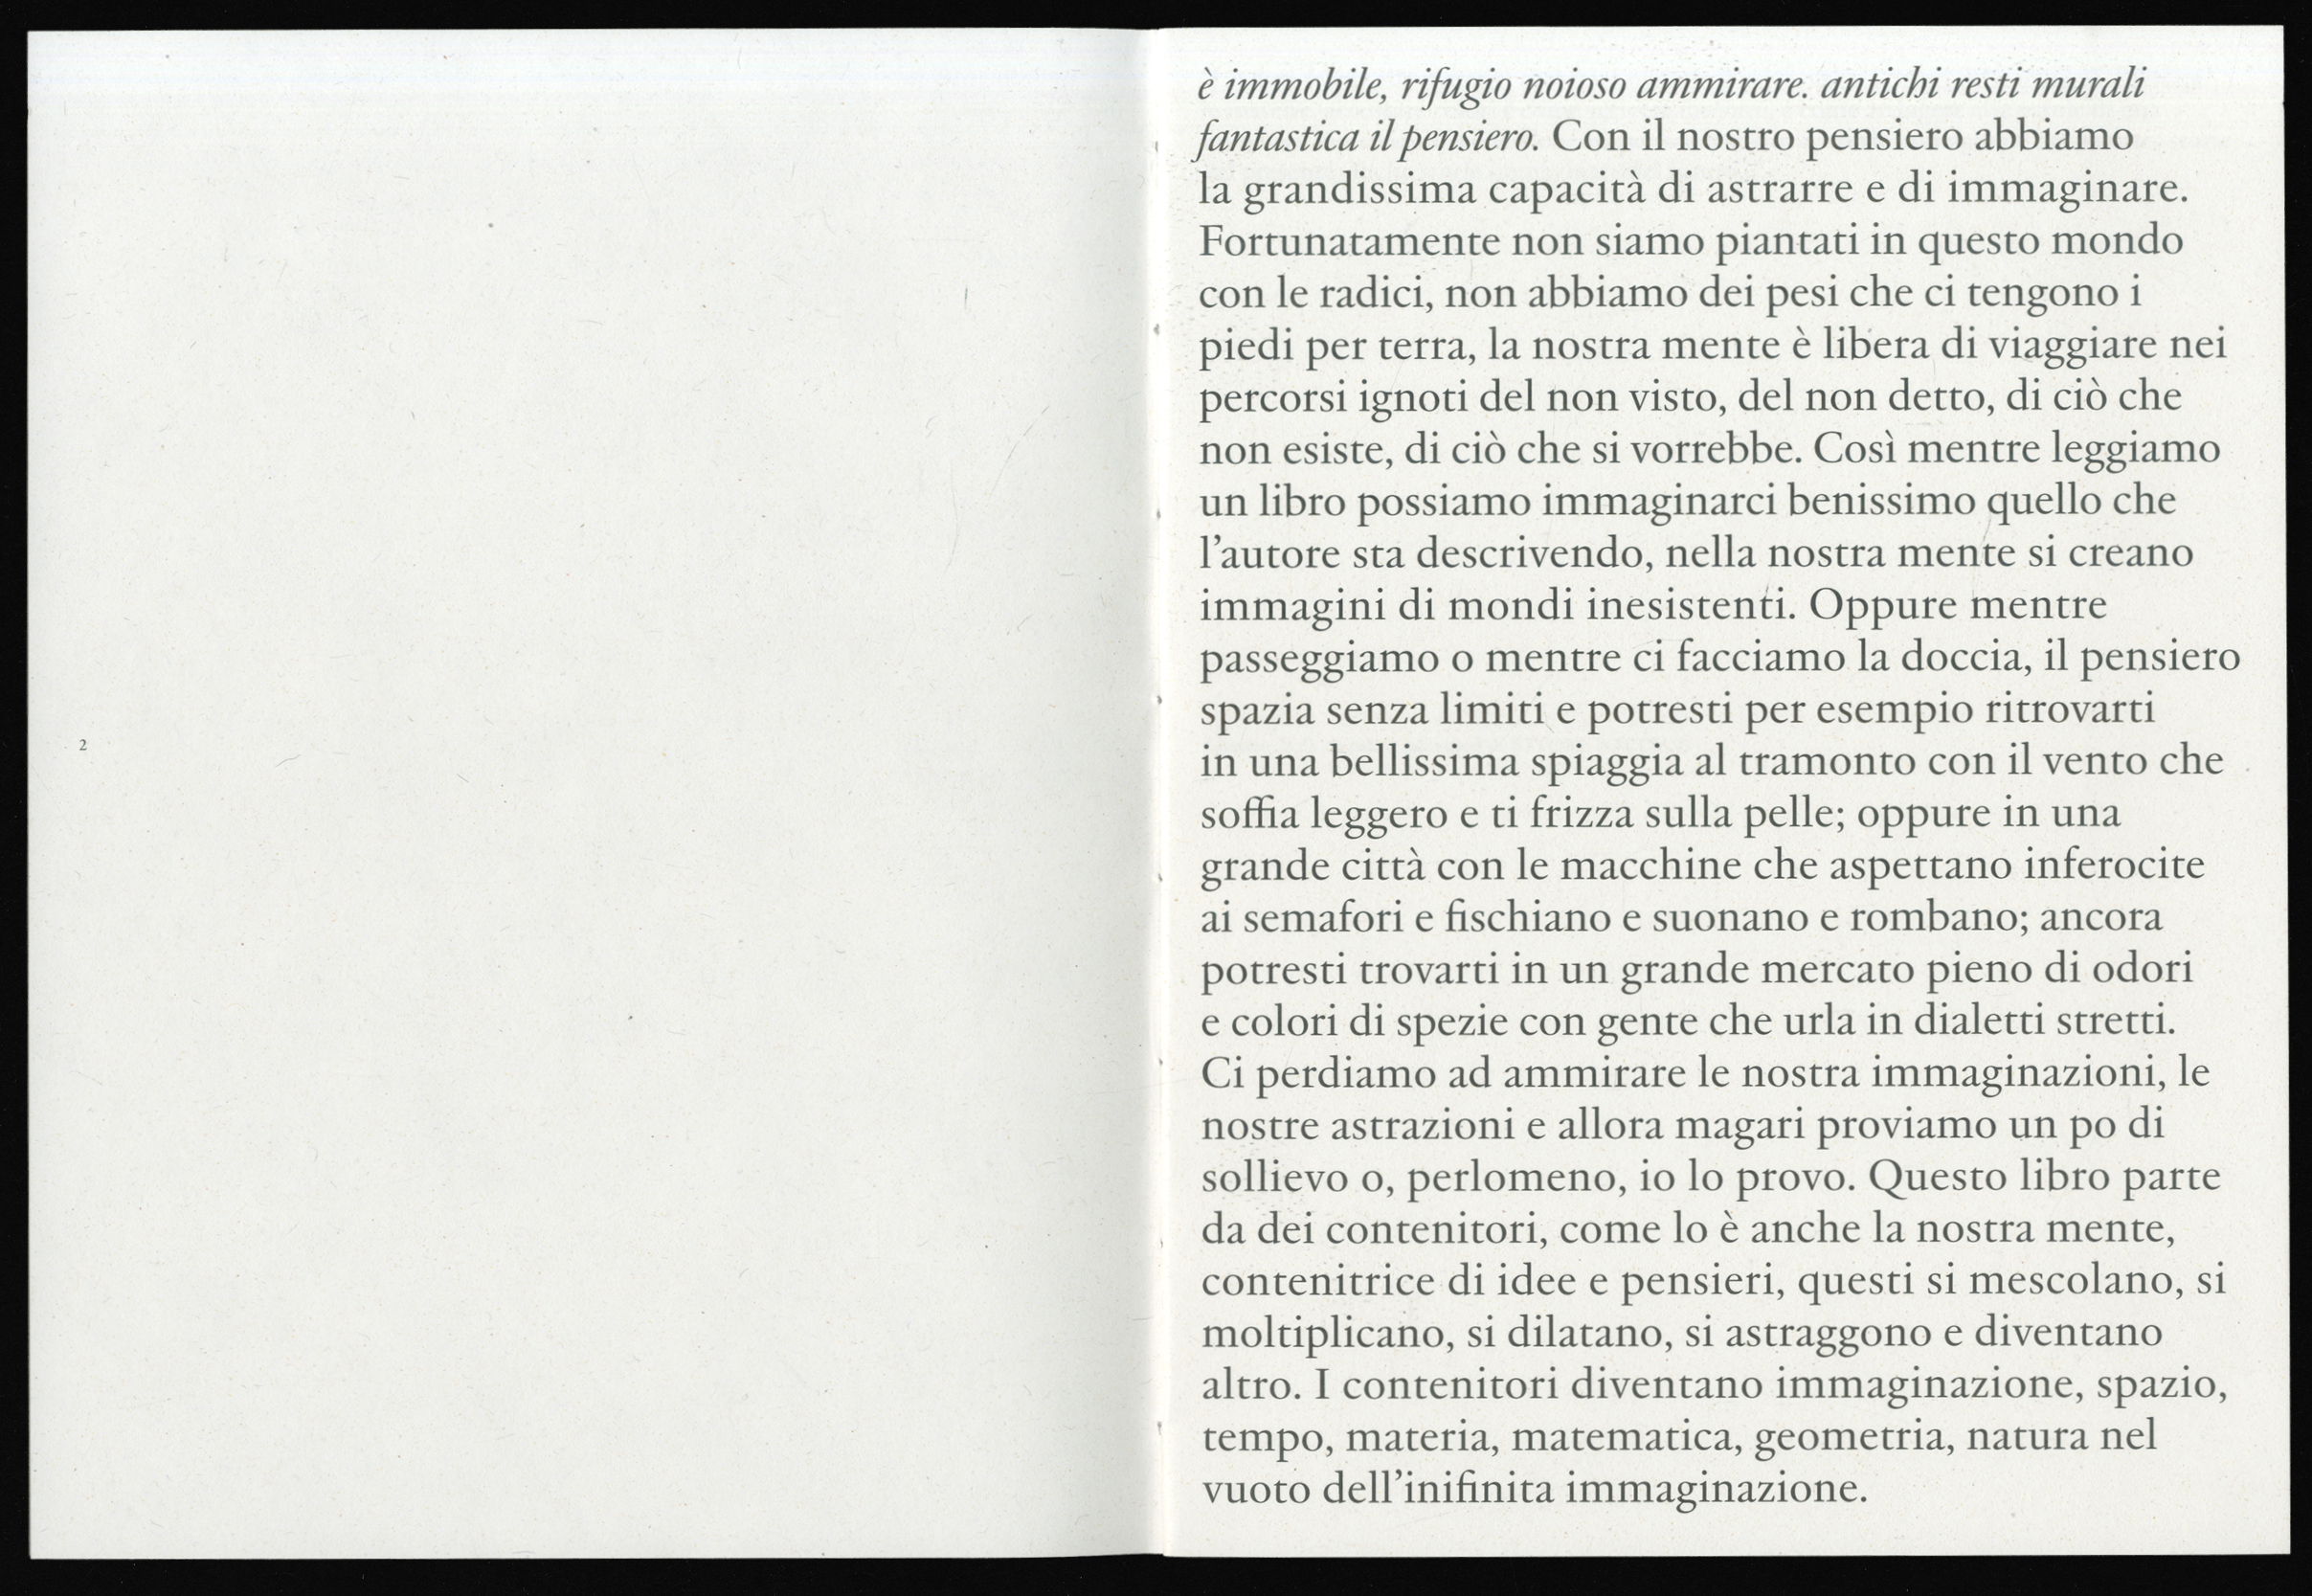 2
è immobile, rifugio noioso ammirare. antichi resti murali
fantastica il pensiero. Con il nostro pensiero abbiamo
la grandissima capacità di astrarre e di immaginare.
Fortunatamente non siamo piantati in questo mondo
con le radici, non abbiamo dei pesi che ci tengono i
piedi per terra, la nostra mente è libera di viaggiare nei
percorsi ignoti del non visto, del non detto, di ciò che
non esiste, di ciò che si vorrebbe. Così mentre leggiamo
un libro possiamo immaginarci benissimo quello che
l’autore sta descrivendo, nella nostra mente si creano
immagini di mondi inesistenti. Oppure mentre
passeggiamo o mentre ci facciamo la doccia, il pensiero
spazia senza limiti e potresti per esempio ritrovarti
in una bellissima spiaggia al tramonto con il vento che
soffia leggero e ti frizza sulla pelle; oppure in una
grande città con le macchine che aspettano inferocite
ai semafori e fischiano e suonano e rombano; ancora
potresti trovarti in un grande mercato pieno di odori
e colori di spezie con gente che urla in dialetti stretti.
Ci perdiamo ad ammirare le nostra immaginazioni, le
nostre astrazioni e allora magari proviamo un po di
sollievo o, perlomeno, io lo provo. Questo libro parte
da dei contenitori, come lo è anche la nostra mente,
contenitrice di idee e pensieri, questi si mescolano, si
moltiplicano, si dilatano, si astraggono e diventano
altro. I contenitori diventano immaginazione, spazio,
tempo, materia, matematica, geometria, natura nel
vuoto dell’inifinita immaginazione.